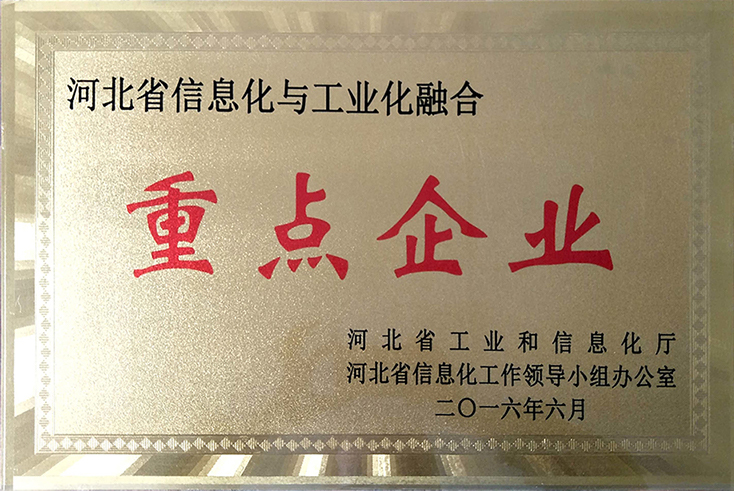 河北省信息化与工业化融合
重点企业
河北省工业和信息化厅
河北省信息化工作领导小组办公室
二〇一六年六月